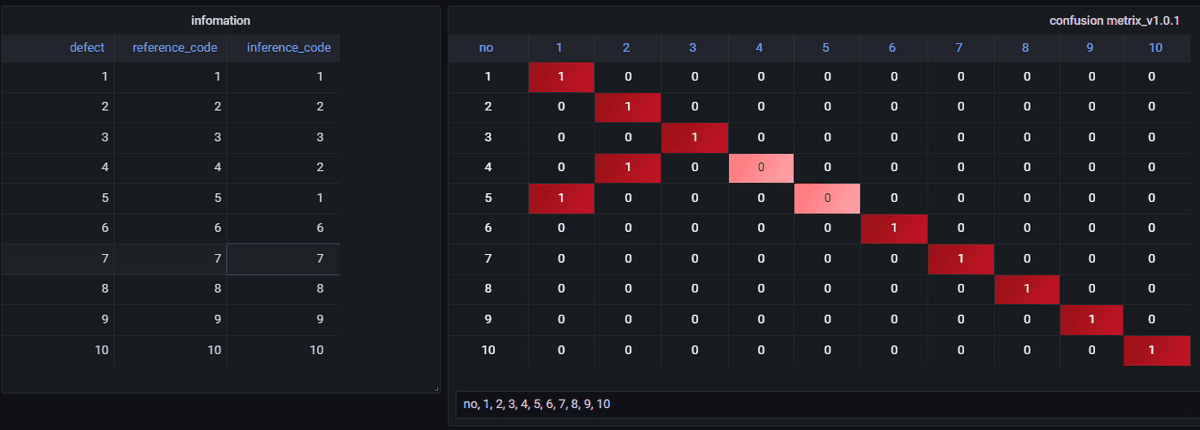 infomation
defect reference_code inference_code
1 1 1
2 2 2
3 3 3
4 4 2
5 5 1
6 6 6
7 7 7
8 8 8
9 9 9
10 10 10
confusion metrix_v1.0.1
no 1 2 3 4 5 6 7 8 9 10
1 1 0 0 0 0 0 0 0 0 0
2 0 1 0 0 0 0 0 0 0 0
3 0 0 1 0 0 0 0 0 0 0
4 0 1 0 0 0 0 0 0 0 0
5 1 0 0 0 0 0 0 0 0 0
6 0 0 0 0 0 1 0 0 0 0
7 0 0 0 0 0 0 1 0 0 0
8 0 0 0 0 0 0 0 1 0 0
9 0 0 0 0 0 0 0 0 1 0
10 0 0 0 0 0 0 0 0 0 1
no, 1, 2, 3, 4, 5, 6, 7, 8, 9, 10